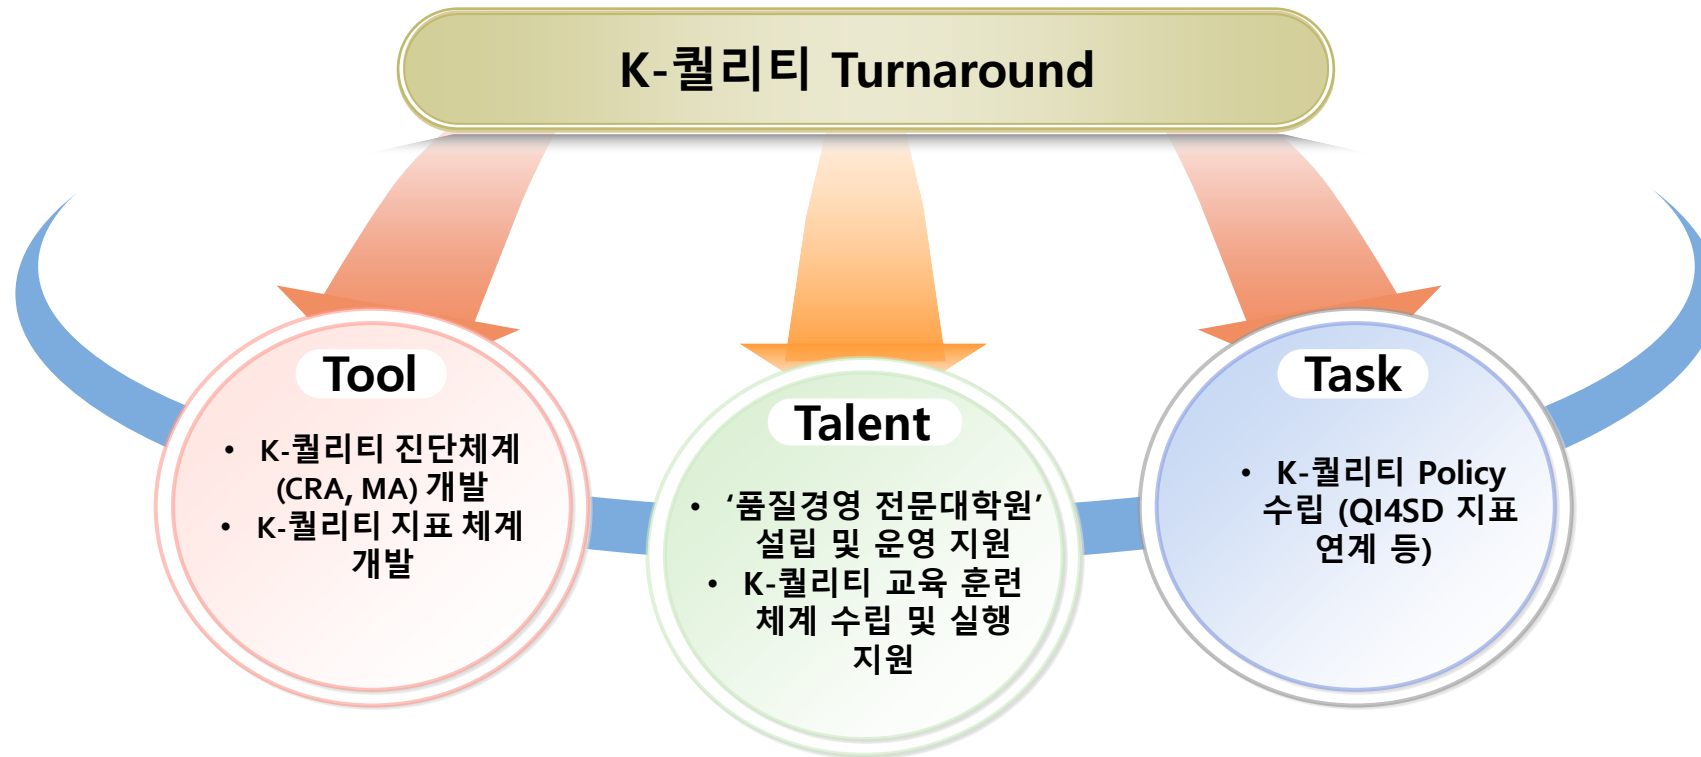 K-퀄리티 Turnaround
Tool
• K-퀄리티 진단체계
(CRA, MA) 개발
• K-퀄리티 지표 체계
개발
Talent
• ‘품질경영 전문대학원’
설립 및 운영 지원
• K-퀄리티 교육 훈련
체계 수립 및 실행
지원
Task
• K-퀄리티 Policy
수립 (QI4SD 지표
연계 등)